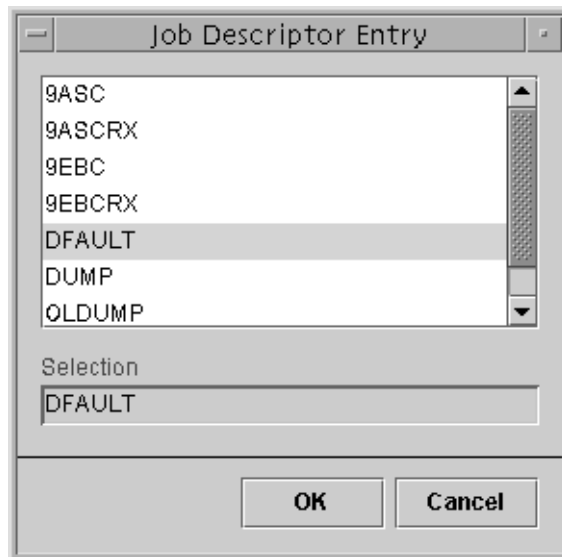 Job Descriptor Entry
9ASC
9ASCRX
9EBC
9EBCRX
DFAULT
DUMP
OLDUMP
Selection
DFAULT
OK Cancel